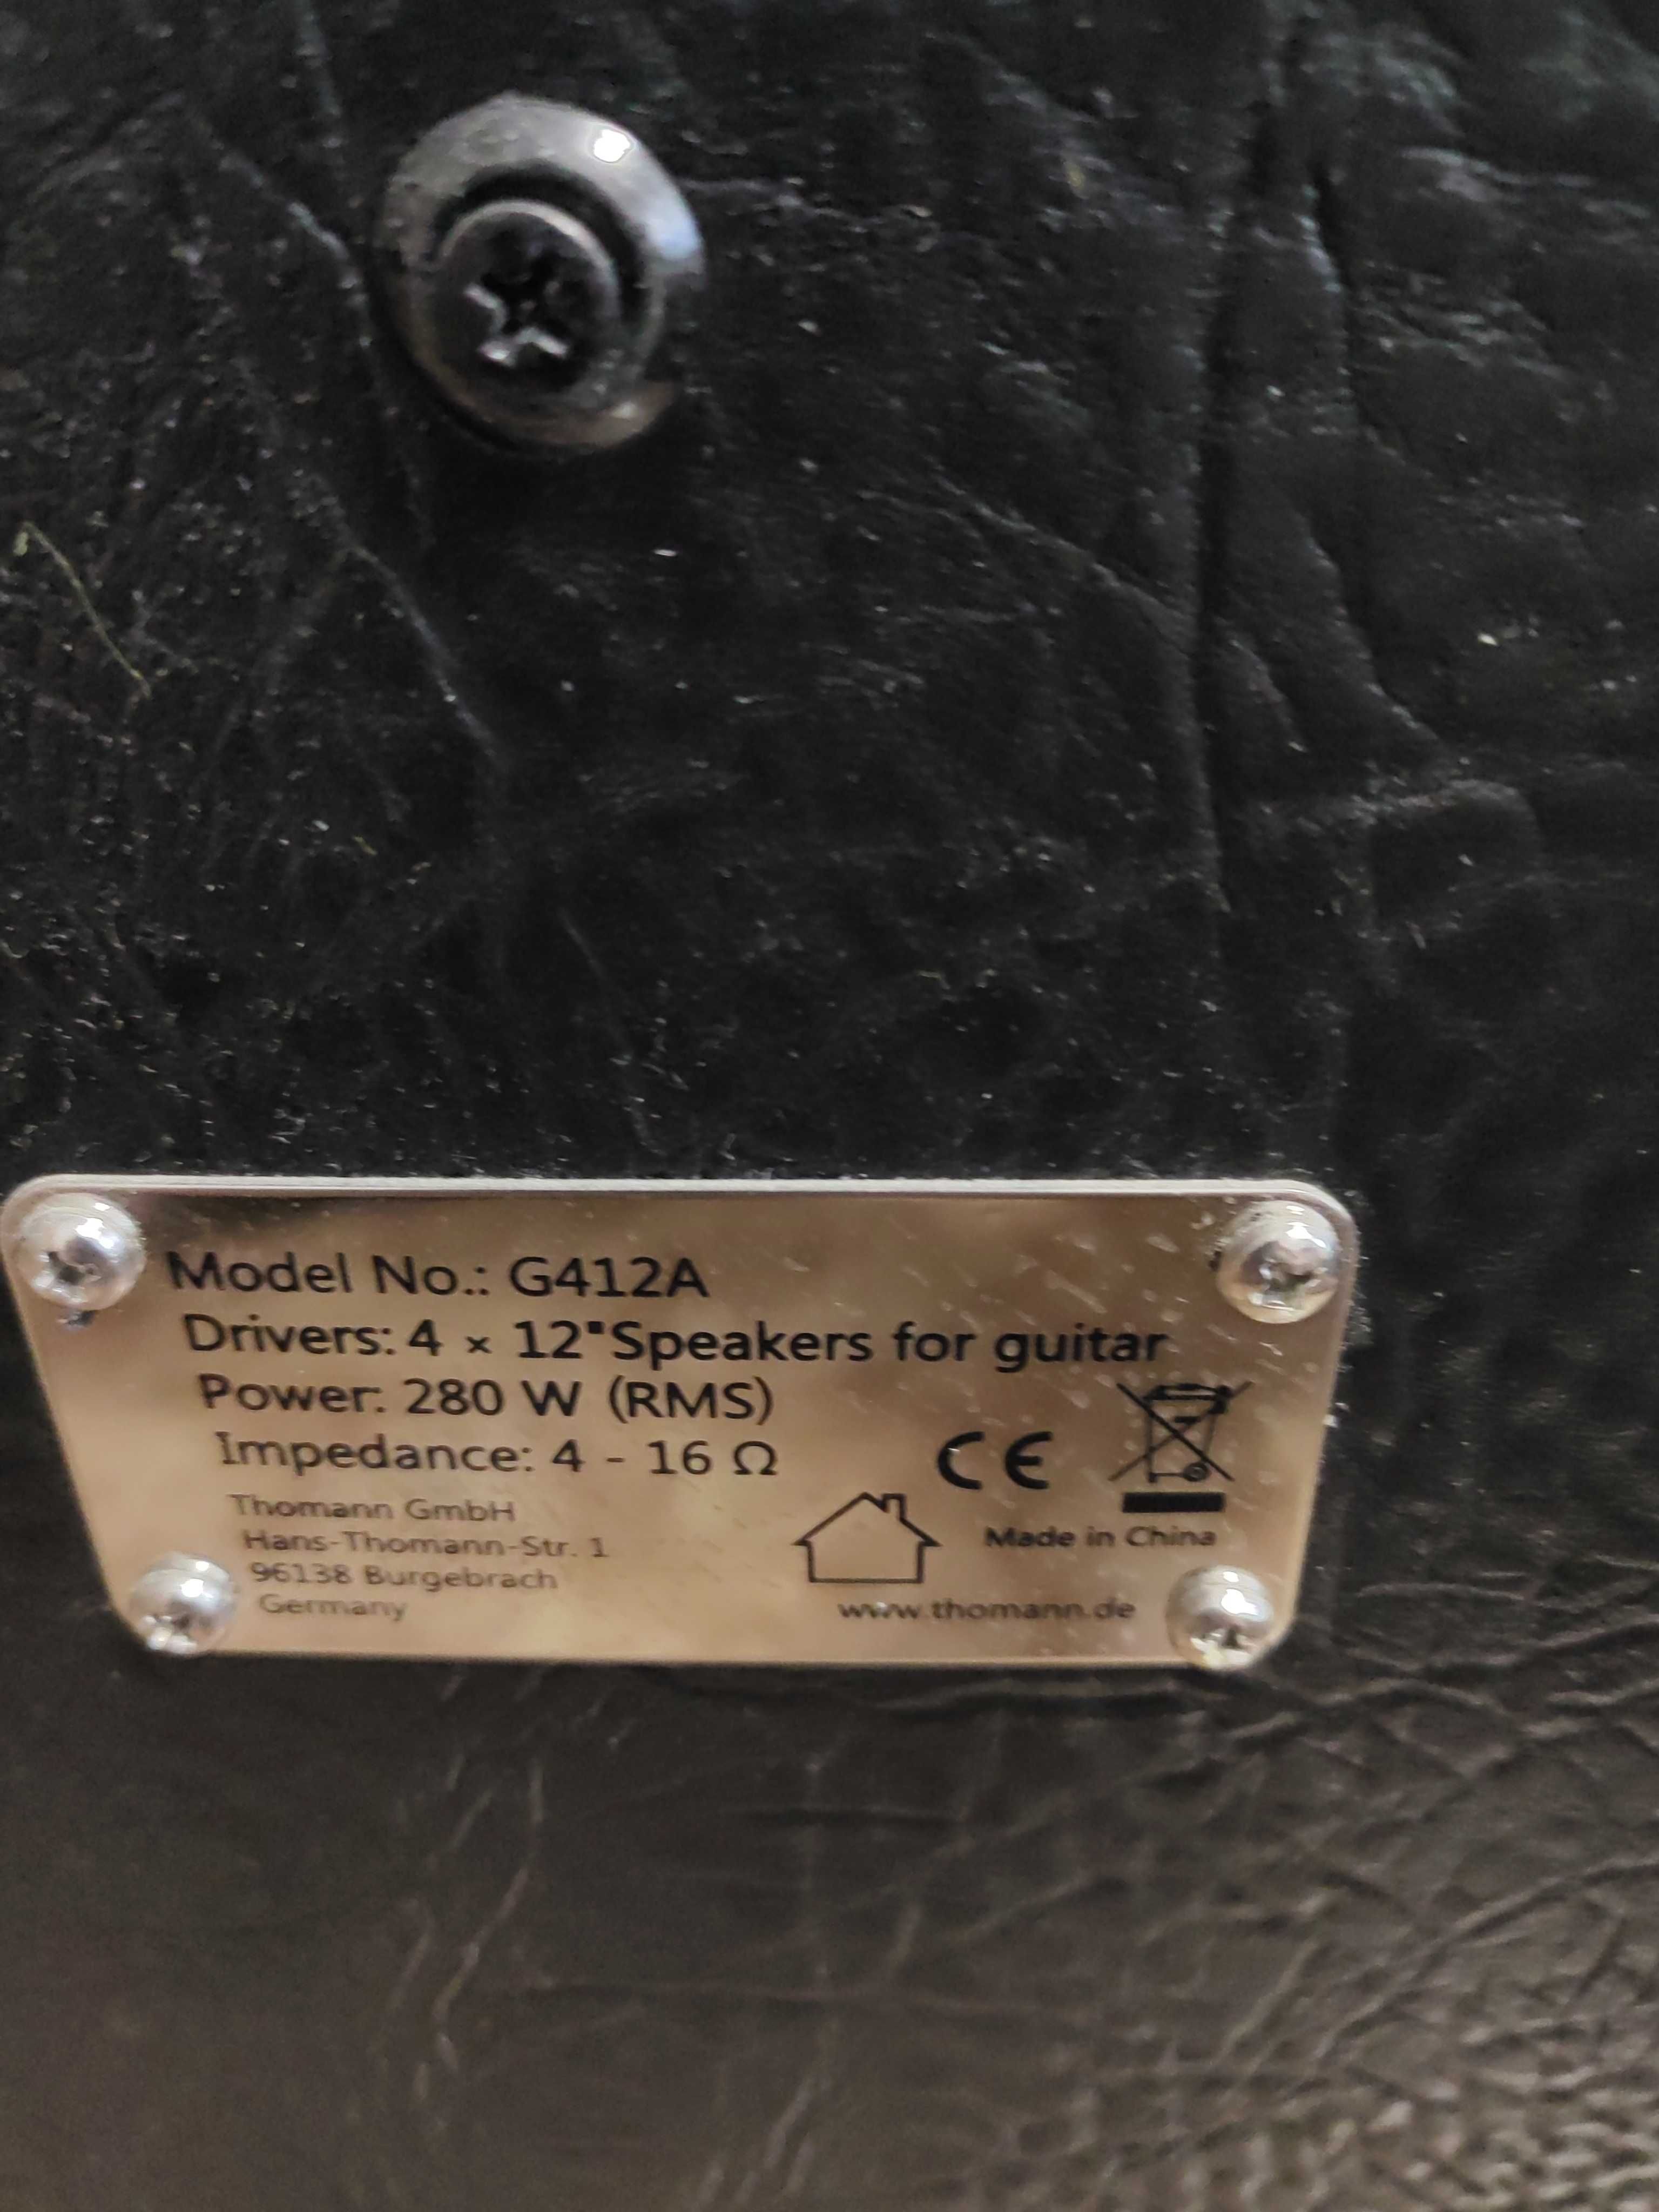 Model No.: G412A
Drivers: 4 × 12"Speakers for guitar
Power: 280 W (RMS)
Impedance: 4 - 16 Ω
Thomann GmbH
Hans-Thomann-Str. 1
96138 Burgebrach
Germany
CE
Made in China
www.thomann.de